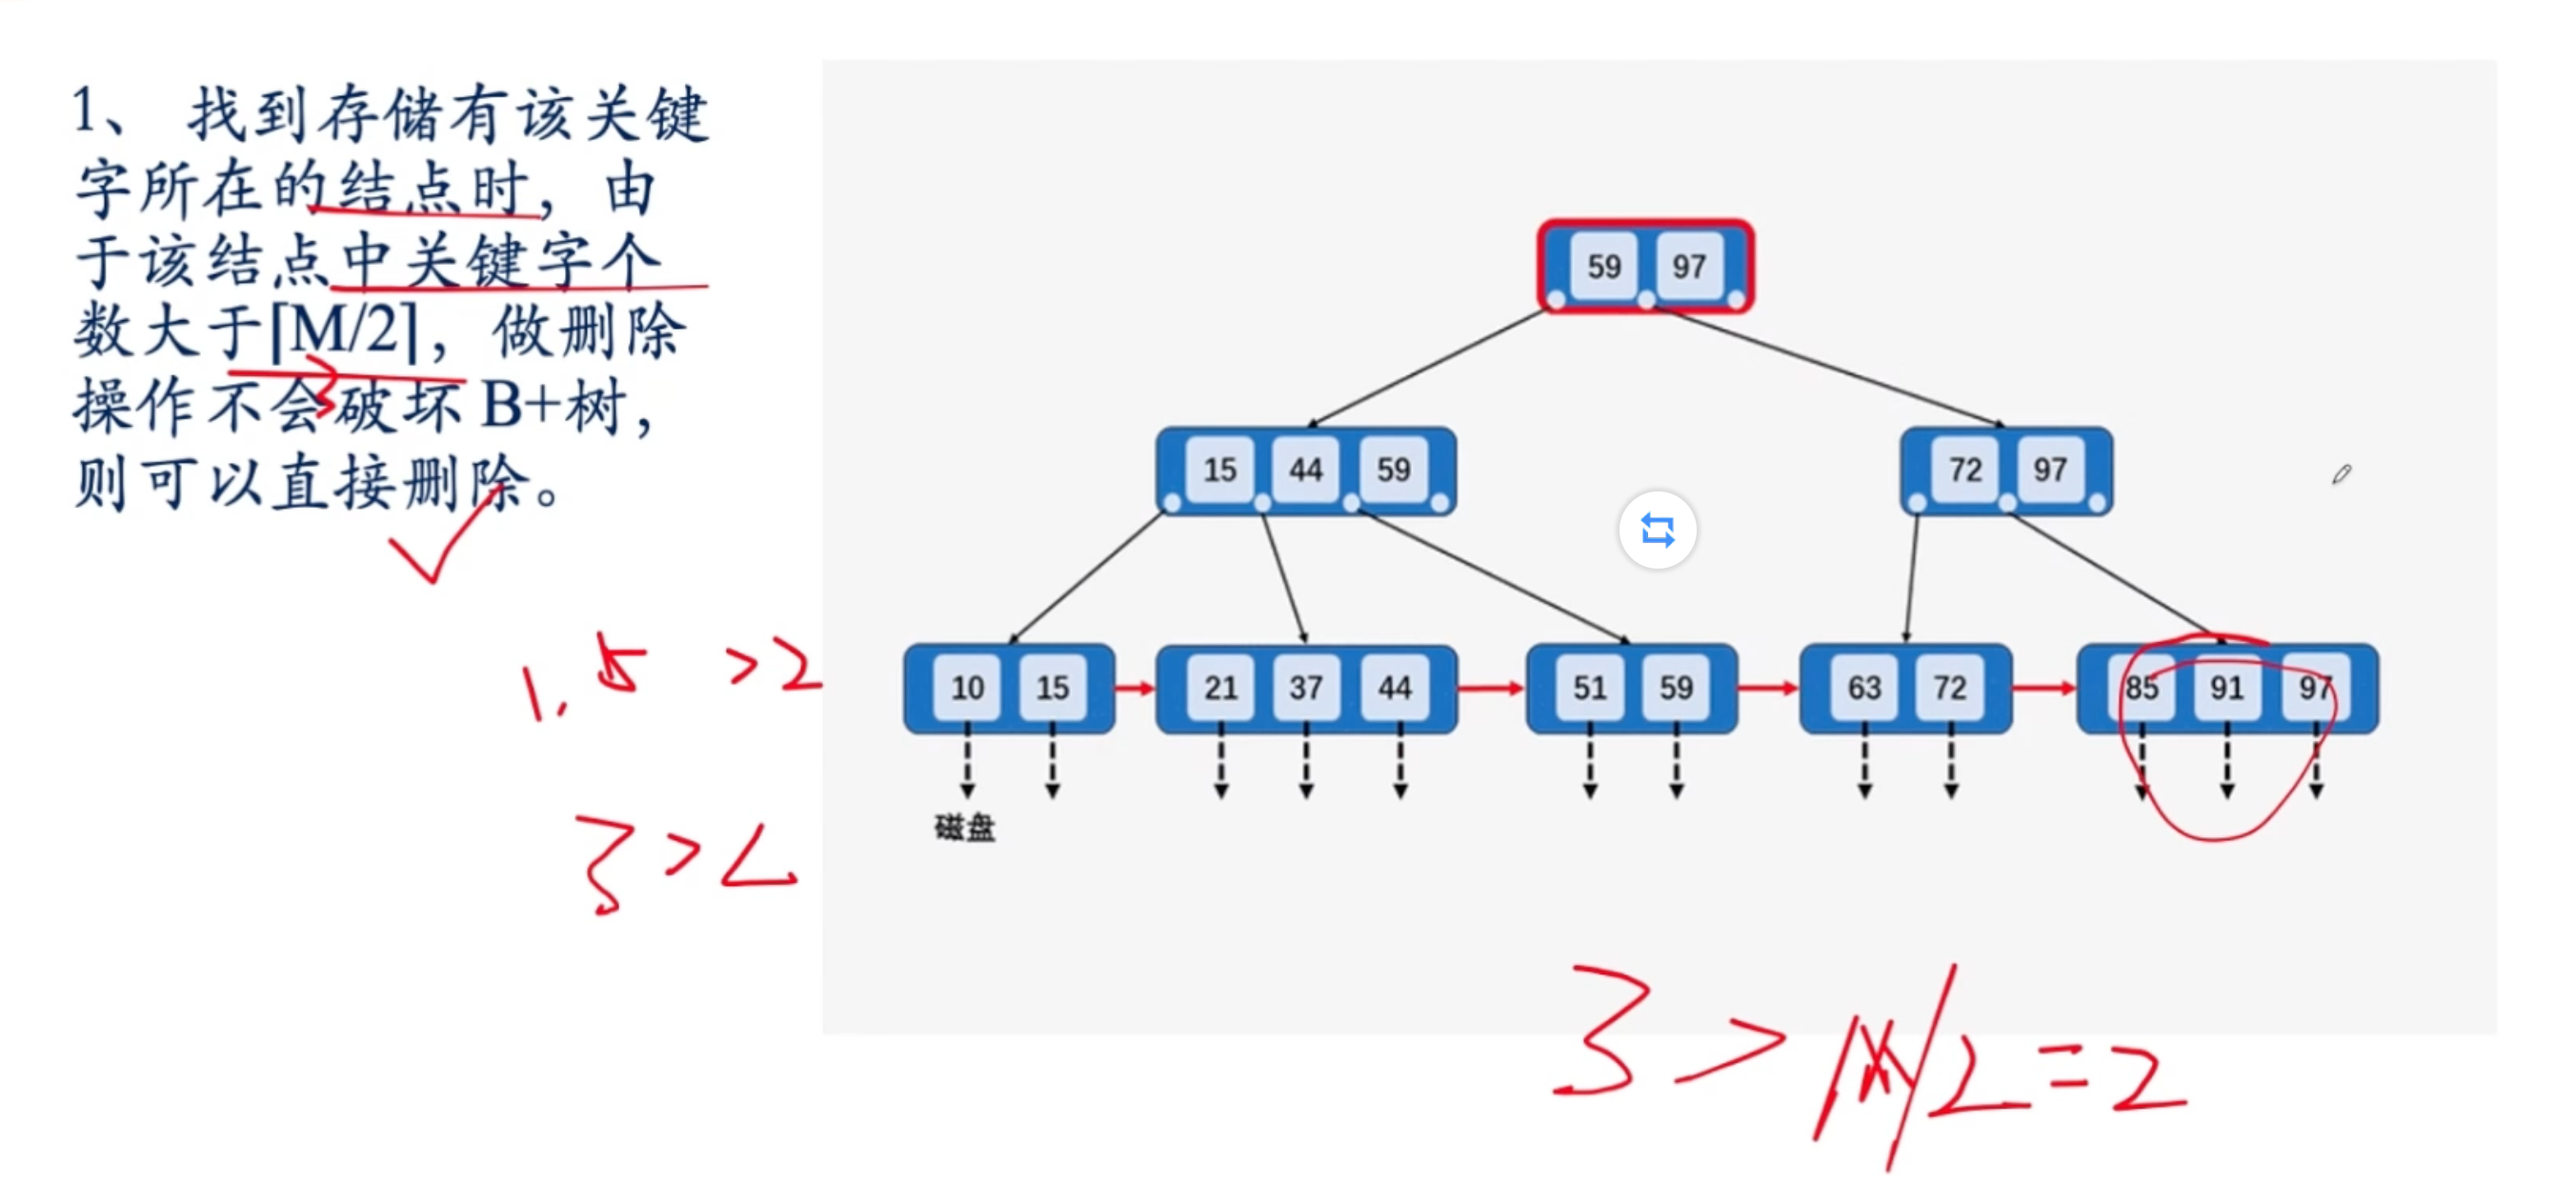 1、 找到存储有该关键
字所在的结点时，由
于该结点中关键字个
数大于⌈M/2⌉，做删除
操作不会破坏 B+树，
则可以直接删除。
3
1.5 >2
3>2
59 97
15 44 59
72 97
10 15
21 37 44
51 59
63 72
85 91 97
磁盘
3>M/2=2